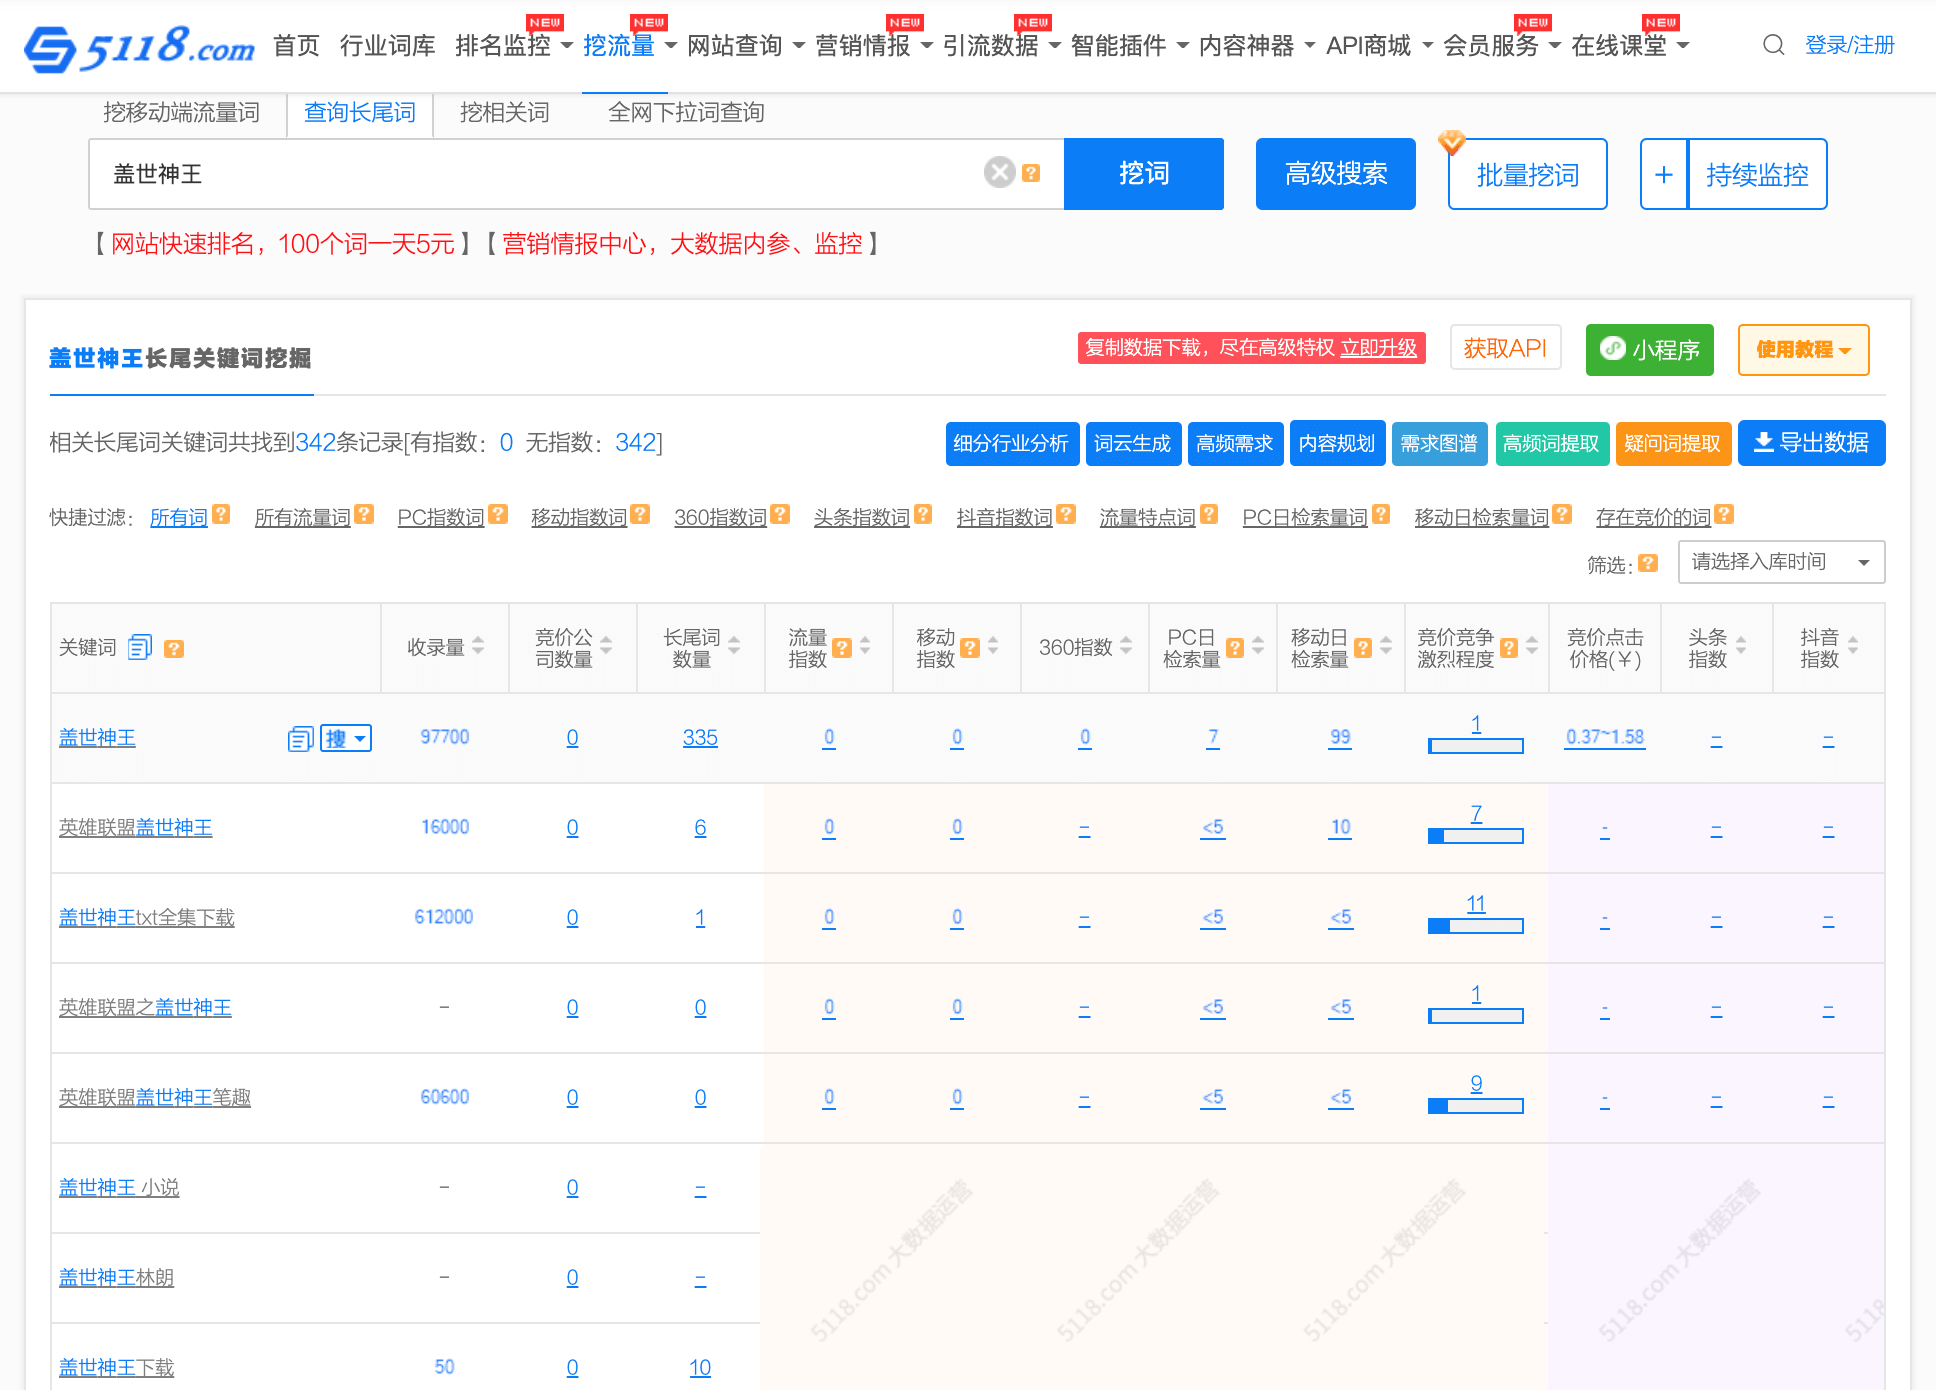 5118.com 首页 行业词库 排名监控 NEW 挖流量 NEW 网站查询 营销情报 NEW 引流数据 NEW 智能插件 内容神器 API商城 会员服务 NEW 在线课堂 NEW 登录/注册
挖移动端流量词 查询长尾词 挖相关词 全网下拉词查询
盖世神王 ? 挖词 高级搜索 批量挖词 + 持续监控
【网站快速排名，100个词一天5元】【营销情报中心，大数据内参、监控】
盖世神王长尾关键词挖掘 复制数据下载，尽在高级特权 立即升级 获取API 小程序 使用教程
相关长尾词关键词共找到342条记录[有指数：0 无指数：342] 细分行业分析 词云生成 高频需求 内容规划 需求图谱 高频词提取 疑问词提取 导出数据
快捷过滤： 所有词? 所有流量词? PC指数词? 移动指数词? 360指数词? 头条指数词? 抖音指数词? 流量特点词? PC日检索量词? 移动日检索量词? 存在竞价的词?
筛选：? 请选择入库时间
关键词 ? 收录量 竞价公司数量 长尾词数量 流量指数 ? 移动指数 ? 360指数 PC日检索量 ? 移动日检索量 ? 竞价竞争激烈程度 ? 竞价点击价格(￥) 头条指数 抖音指数
盖世神王 搜 97700 0 335 0 0 0 7 99 1 0.37~1.58 – –
英雄联盟盖世神王 16000 0 6 0 0 – <5 10 7 - – –
盖世神王txt全集下载 612000 0 1 0 0 – <5 <5 11 - – –
英雄联盟之盖世神王 – 0 0 0 0 – <5 <5 1 - – –
英雄联盟盖世神王笔趣 60600 0 0 0 0 – <5 <5 9 - – –
盖世神王 小说 – 0 –
盖世神王林朗 – 0 –
盖世神王下载 50 0 10
5118.com 大数据运营 5118.com 大数据运营 5118.com 大数据运营 5118.com 大数据运营 5118